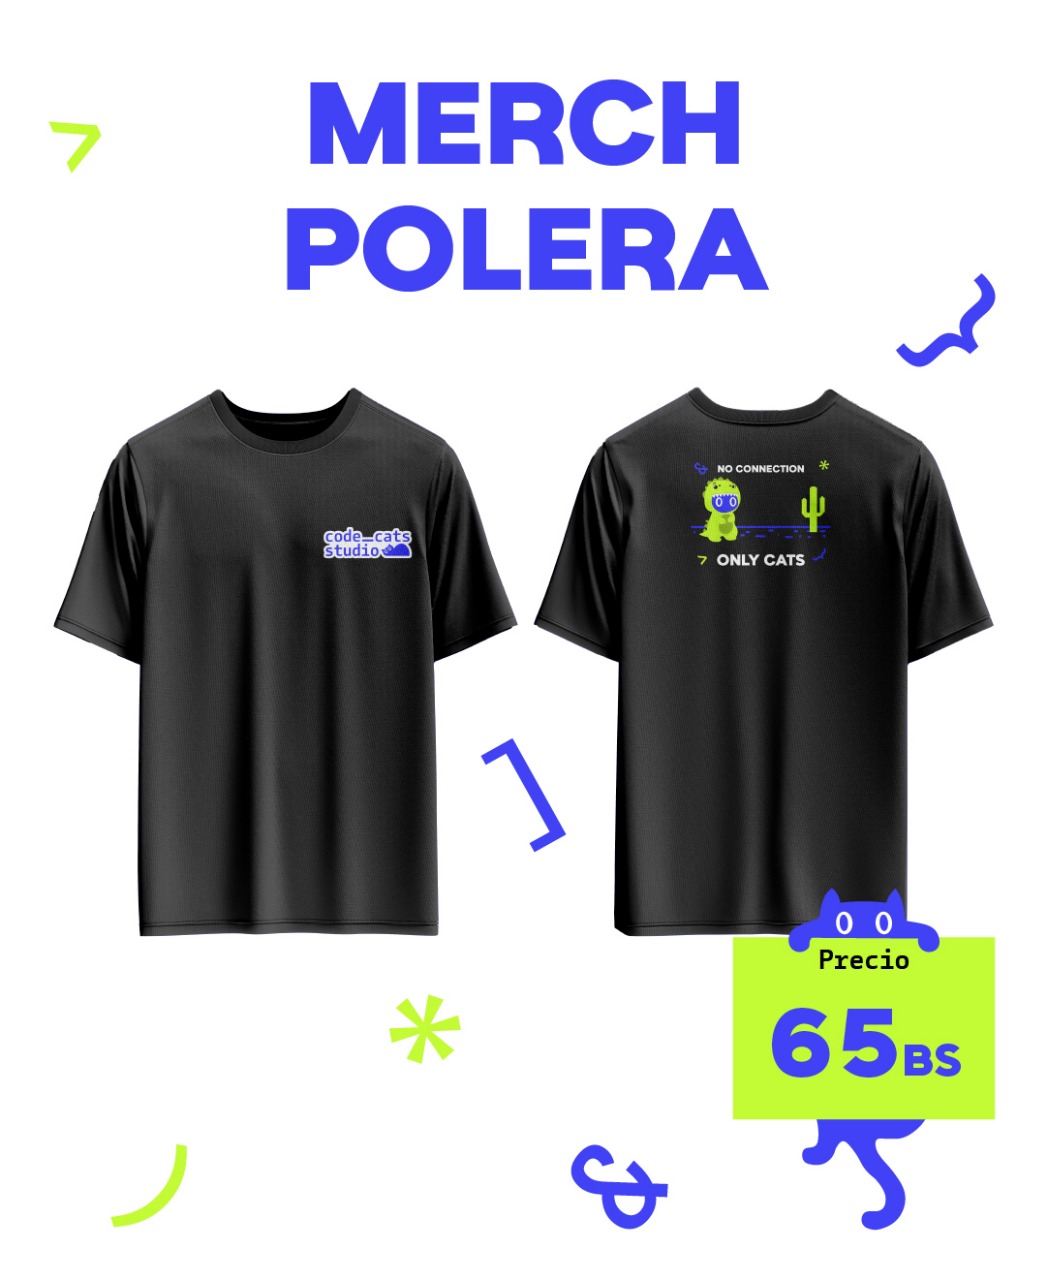 MERCH
POLERA
code_cats
studio
& NO CONNECTION *
> ONLY CATS }
>
}
]
Precio
65BS
*
)
&